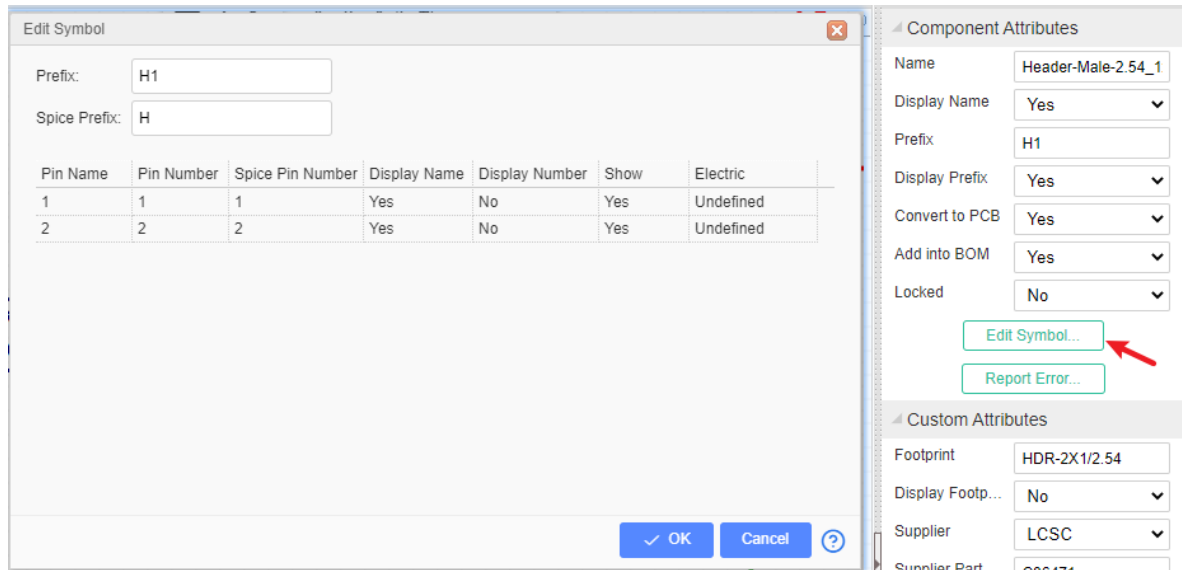 Edit Symbol
Prefix: H1
Spice Prefix: H
Pin Name Pin Number Spice Pin Number Display Name Display Number Show Electric
1 1 1 Yes No Yes Undefined
2 2 2 Yes No Yes Undefined
OK Cancel
Component Attributes
Name Header-Male-2.54_1
Display Name Yes
Prefix H1
Display Prefix Yes
Convert to PCB Yes
Add into BOM Yes
Locked No
Edit Symbol...
Report Error...
Custom Attributes
Footprint HDR-2X1/2.54
Display Footp... No
Supplier LCSC
Supplier Part